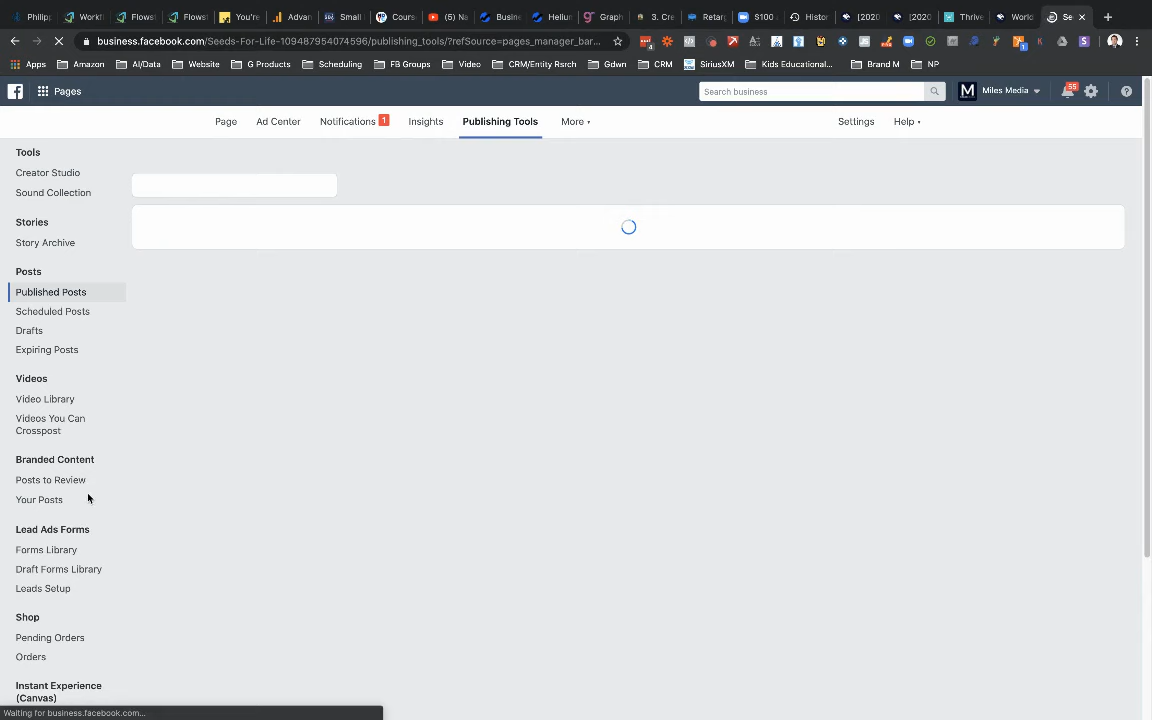 Philipp
Workfl
Flowst
Flowst
You're
Advan
Small
Cours
(5) Na
Busine
Helium
Graph
3. Cre
Retarg
$100 d
Histor
[2020
[2020
Thrive
World
Se
business.facebook.com/Seeds-For-Life-109487954074596/publishing_tools/?refSource=pages_manager_bar...
Apps
Amazon
AI/Data
Website
G Products
Scheduling
FB Groups
Video
CRM/Entity Rsrch
Gdwn
CRM
SiriusXM
Kids Educational...
Brand M
NP
Pages
Search business
Miles Media
55
Page
Ad Center
Notifications 1
Insights
Publishing Tools
More
Settings
Help
Tools
Creator Studio
Sound Collection
Stories
Story Archive
Posts
Published Posts
Scheduled Posts
Drafts
Expiring Posts
Videos
Video Library
Videos You Can
Crosspost
Branded Content
Posts to Review
Your Posts
Lead Ads Forms
Forms Library
Draft Forms Library
Leads Setup
Shop
Pending Orders
Orders
Instant Experience
(Canvas)
Waiting for business.facebook.com...